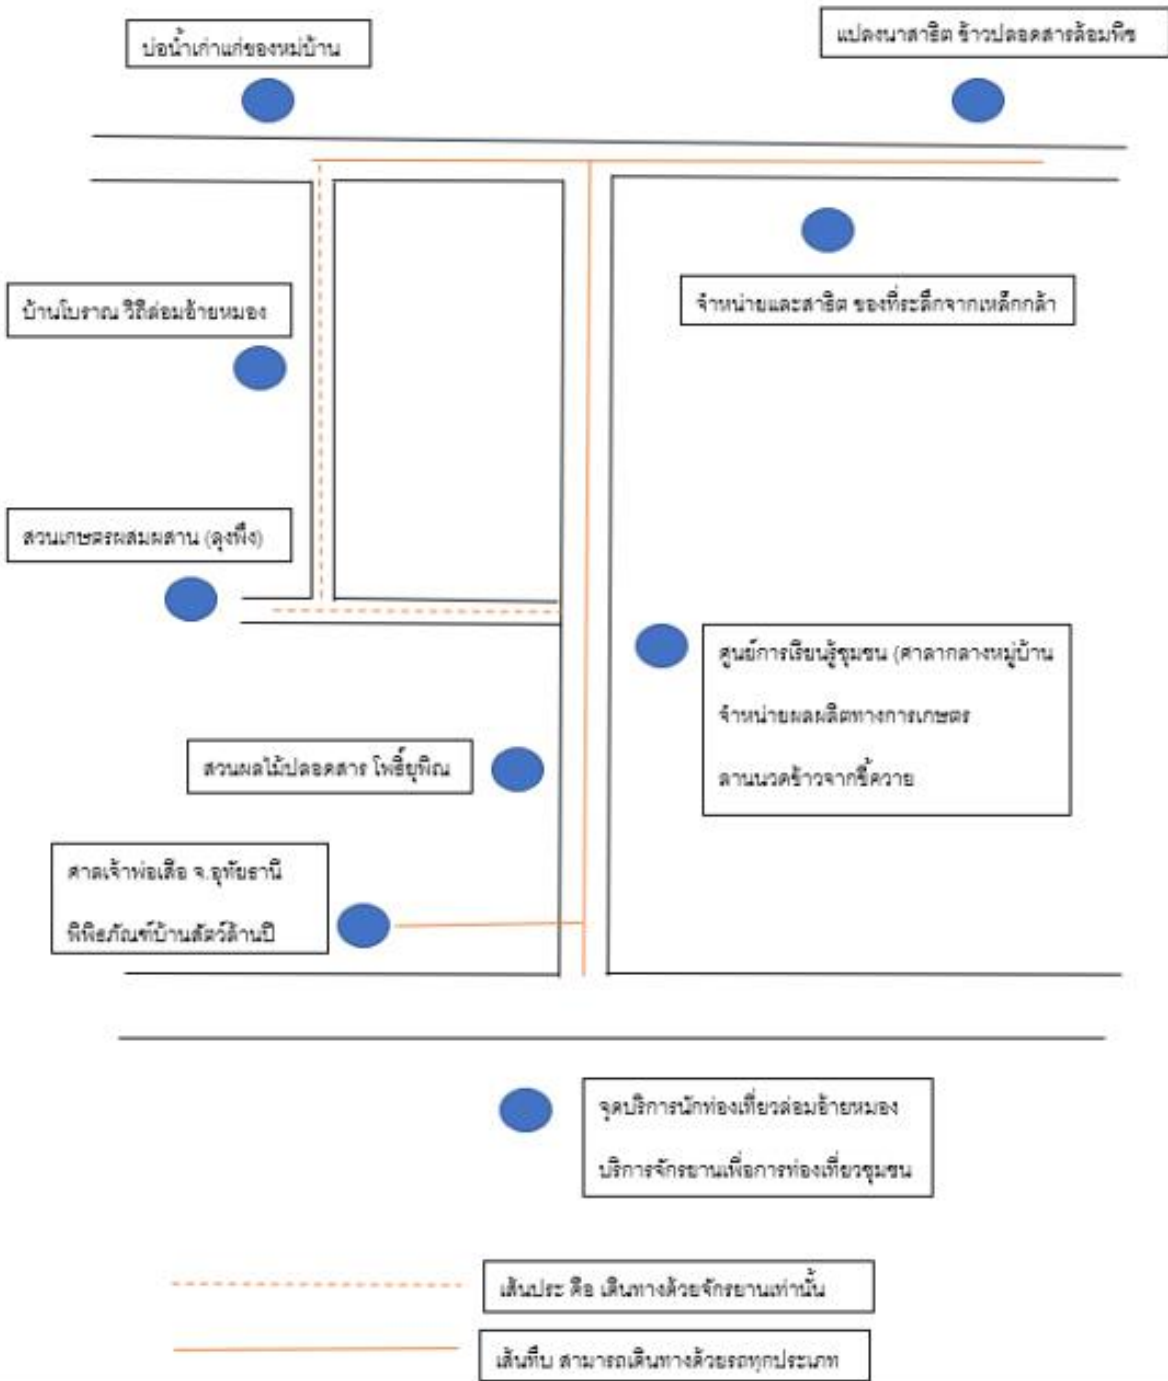 บ่อน้ำเก่าแก่ของหมู่บ้าน
แปลงนาสาธิต ข้าวปลอดสารล้อมพืช
บ้านโบราณ วิถีล่อมอ้ายหมอง
จำหน่ายและสาธิต ของที่ระลึกจากเหล็กกล้า
สวนเกษตรผสมผสาน (ลุงพึ่ง)
ศูนย์การเรียนรู้ชุมชน (ศาลากลางหมู่บ้าน
จำหน่ายผลผลิตทางการเกษตร
ลานนวดข้าวจากขี้ควาย
สวนผลไม้ปลอดสาร โพธิ์ยุพิณ
ศาลเจ้าพ่อเสือ จ.อุทัยธานี
พิพิธภัณฑ์บ้านสัตว์ล้านปี
จุดบริการนักท่องเที่ยวล่อมอ้ายหมอง
บริการจักรยานเพื่อการท่องเที่ยวชุมชน
เส้นประ คือ เดินทางด้วยจักรยานเท่านั้น
เส้นทึบ สามารถเดินทางด้วยรถทุกประเภท